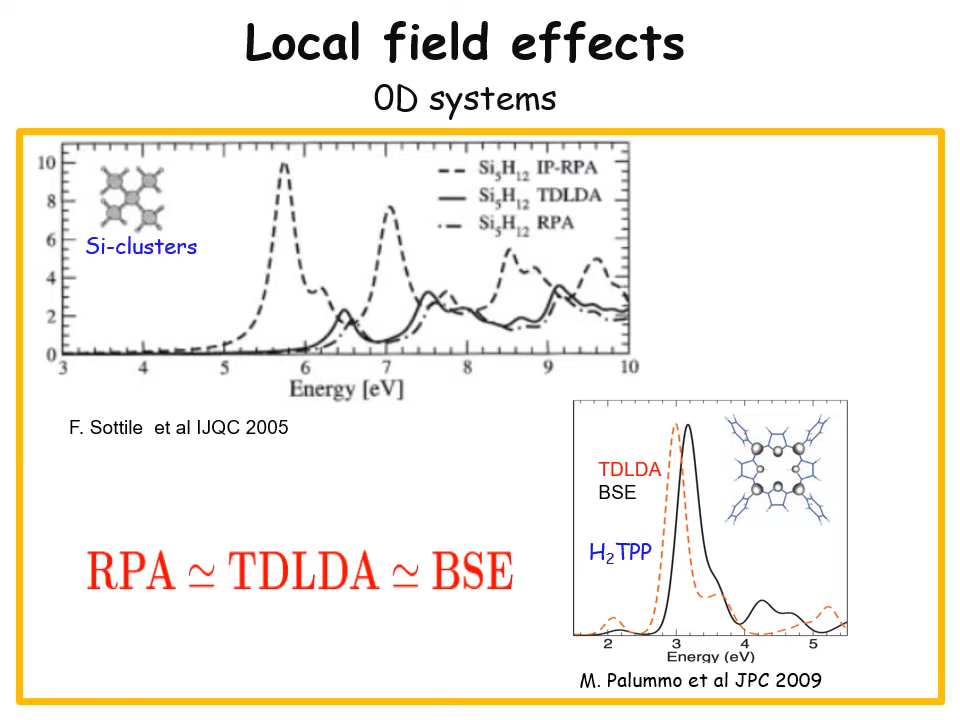 Local field effects
0D systems
10
8
6
4
2
0
Si-clusters
Si5H12 IP-RPA
Si5H12 TDLDA
Si5H12 RPA
3 4 5 6 7 8 9 10
Energy [eV]
F. Sottile et al IJQC 2005
TDLDA
BSE
H₂TPP
RPA ≃ TDLDA ≃ BSE
2 3 4 5
Energy (eV)
M. Palummo et al JPC 2009